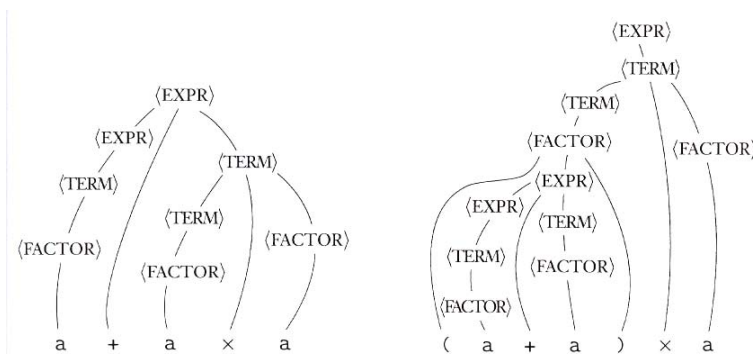 ⟨EXPR⟩
⟨EXPR⟩
⟨TERM⟩
⟨TERM⟩
⟨TERM⟩
⟨FACTOR⟩
⟨FACTOR⟩
⟨FACTOR⟩
a + a × a
⟨EXPR⟩
⟨TERM⟩
⟨TERM⟩
⟨FACTOR⟩
⟨FACTOR⟩
⟨EXPR⟩
⟨EXPR⟩
⟨TERM⟩
⟨TERM⟩
⟨FACTOR⟩
⟨FACTOR⟩
( a + a ) × a